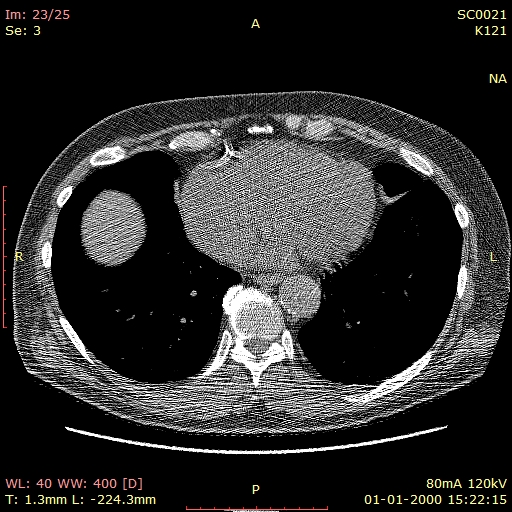 Im: 23/25
Se: 3
A
SC0021
K121
NA
R
L
WL: 40 WW: 400 [D]
T: 1.3mm L: -224.3mm
P
80mA 120kV
01-01-2000 15:22:15